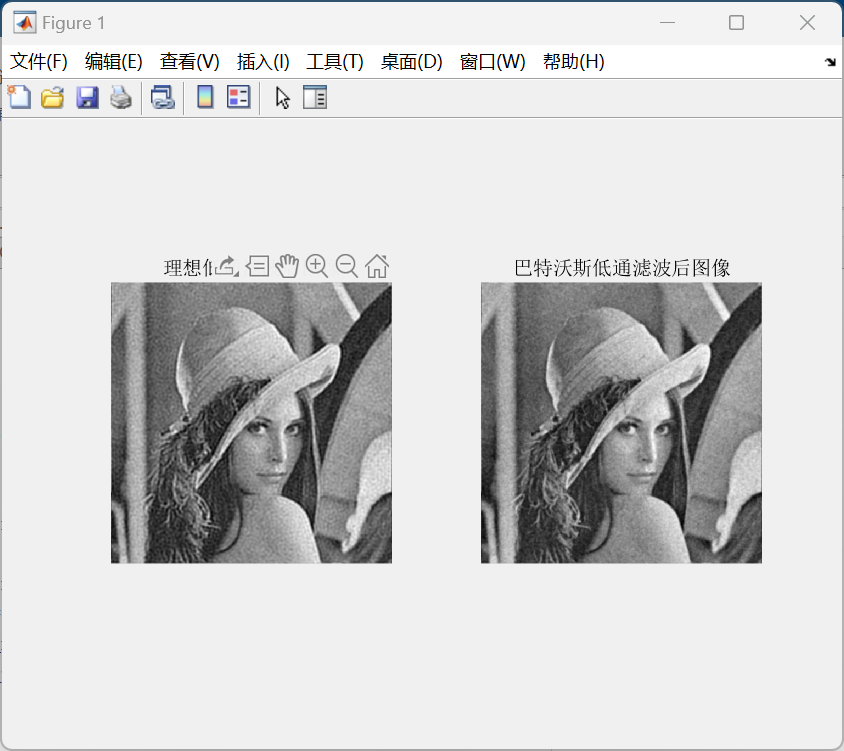 Figure 1
文件(F) 编辑(E) 查看(V) 插入(I) 工具(T) 桌面(D) 窗口(W) 帮助(H)
理想 巴特沃斯低通滤波后图像